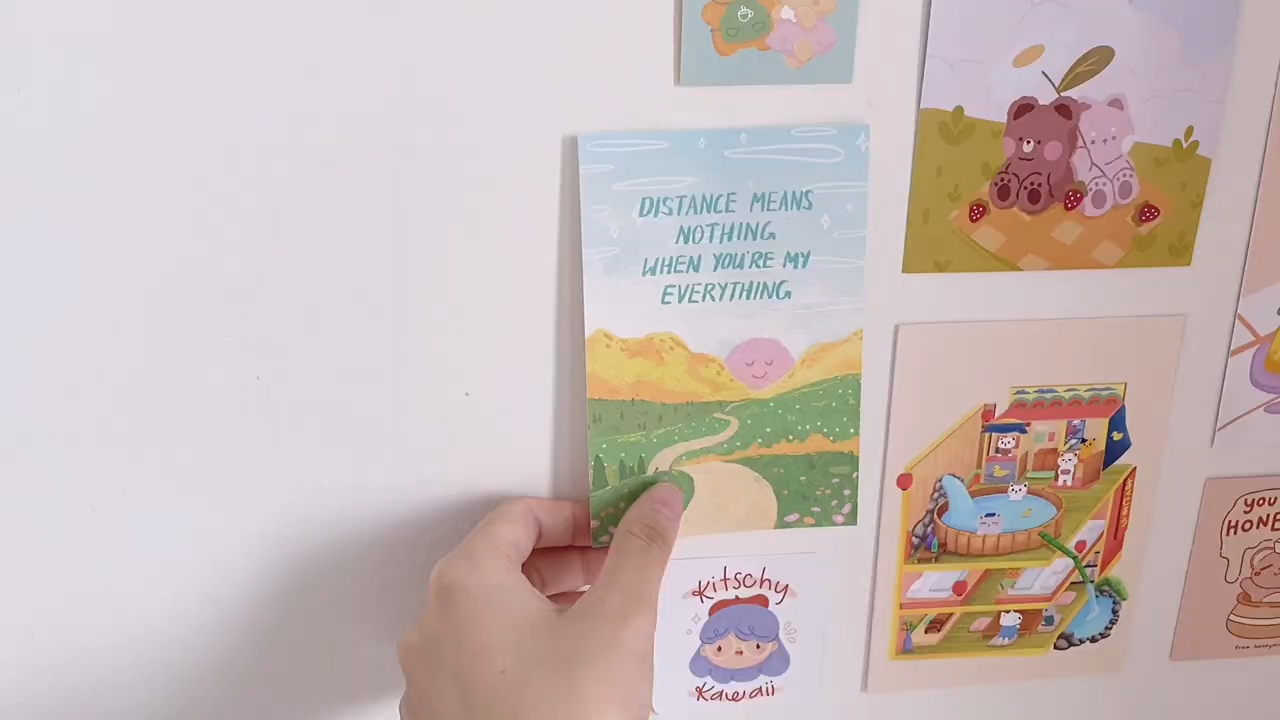 DISTANCE MEANS
NOTHING
WHEN YOU'RE MY
EVERYTHING
Kitschy
Kawaii
YOU
HONE